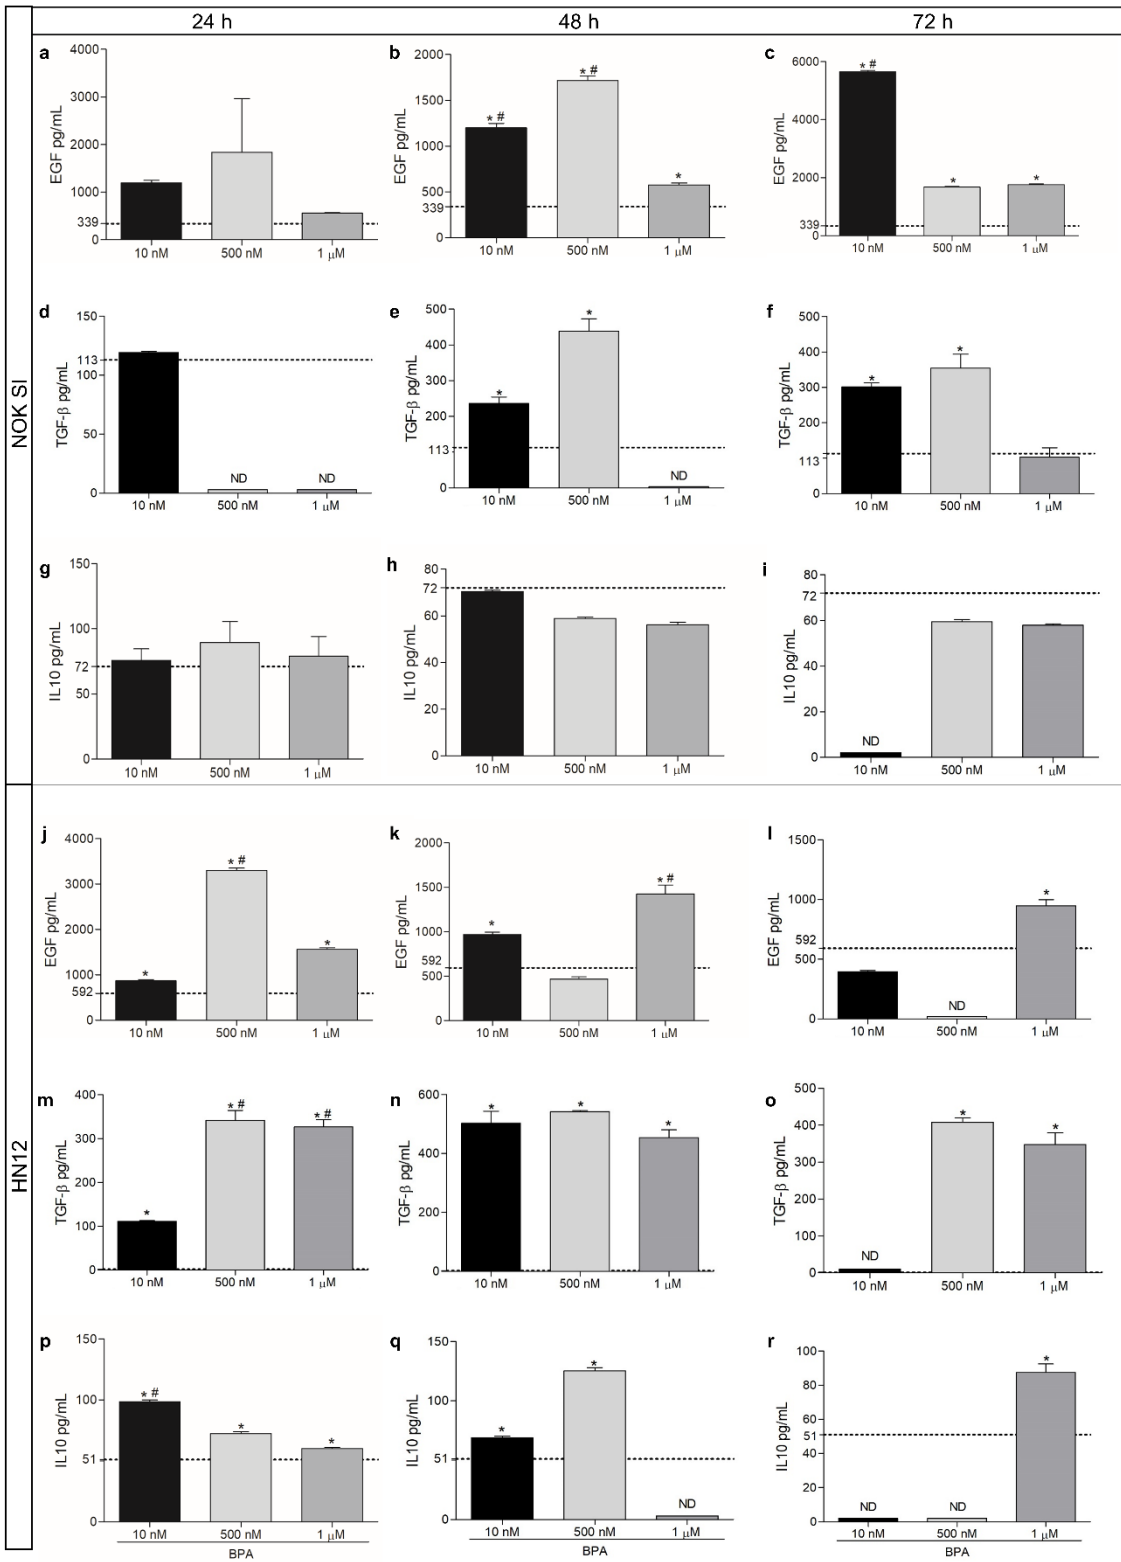 24 h 48 h 72 h
NOK SI
a
EGF pg/mL
4000
3000
2000
1000
339
0
10 nM 500 nM 1 μM
b
EGF pg/mL
2000
1500
1000
500
339
0
* # * # *
10 nM 500 nM 1 μM
c
EGF pg/mL
6000
4000
2000
339
0
* # * *
10 nM 500 nM 1 μM
d
TGF-β pg/mL
150
113
100
50
0
ND ND
10 nM 500 nM 1 μM
e
TGF-β pg/mL
500
400
300
200
113
0
* * ND
10 nM 500 nM 1 μM
f
TGF-β pg/mL
500
400
300
200
113
0
* *
10 nM 500 nM 1 μM
g
IL10 pg/mL
150
100
72
50
0
10 nM 500 nM 1 μM
h
IL10 pg/mL
80
72
60
40
20
0
10 nM 500 nM 1 μM
i
IL10 pg/mL
80
72
60
40
20
0
ND
10 nM 500 nM 1 μM
HN12
j
EGF pg/mL
4000
3000
2000
1000
592
0
* * # *
10 nM 500 nM 1 μM
k
EGF pg/mL
2000
1500
1000
592
500
0
* * #
10 nM 500 nM 1 μM
l
EGF pg/mL
1500
1000
592
500
0
ND *
10 nM 500 nM 1 μM
m
TGF-β pg/mL
400
300
200
100
0
* * # * #
10 nM 500 nM 1 μM
n
TGF-β pg/mL
600
400
200
0
* * *
10 nM 500 nM 1 μM
o
TGF-β pg/mL
500
400
300
200
100
0
ND * *
10 nM 500 nM 1 μM
p
IL10 pg/mL
150
100
51
0
* # * *
10 nM 500 nM 1 μM
BPA
q
IL10 pg/mL
150
100
51
0
* * ND
10 nM 500 nM 1 μM
BPA
r
IL10 pg/mL
100
80
60
51
40
20
0
ND ND *
10 nM 500 nM 1 μM
BPA